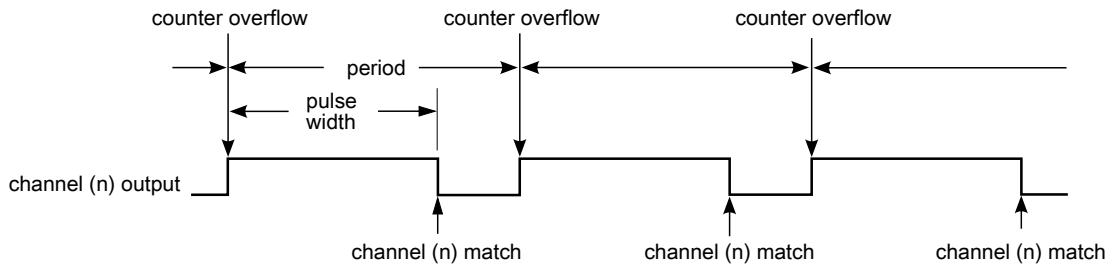 counter overflow
counter overflow
counter overflow
period
pulse
width
channel (n) output
channel (n) match
channel (n) match
channel (n) match